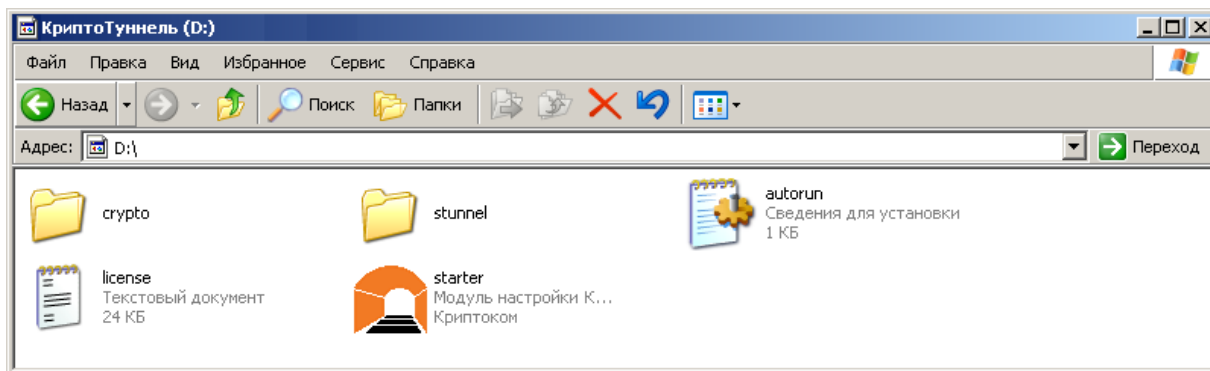 КриптоТуннель (D:)
Файл Правка Вид Избранное Сервис Справка
Назад Поиск Папки
Адрес: D:\ Переход
crypto
stunnel
autorun
Сведения для установки
1 КБ
license
Текстовый документ
24 КБ
starter
Модуль настройки К...
Криптоком